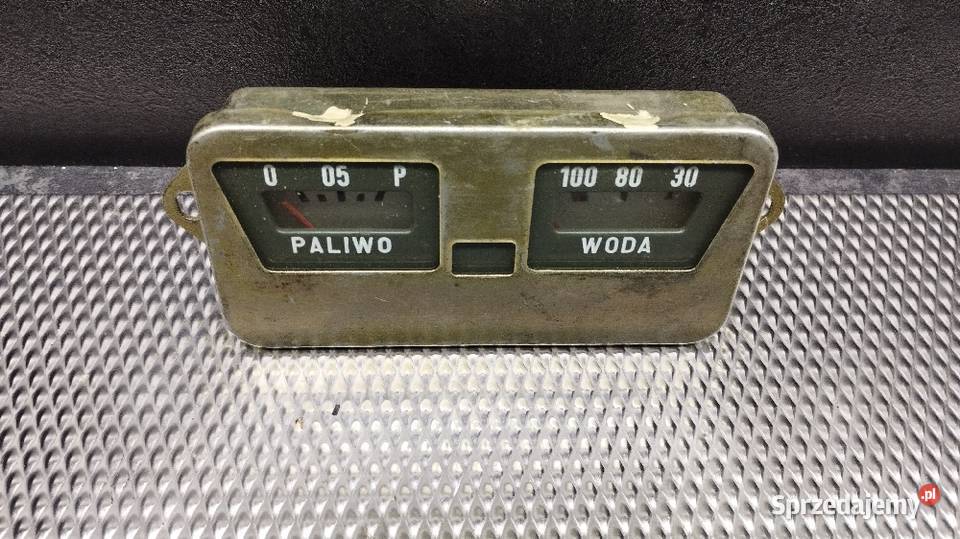 0 05 P
100 80 30
PALIWO
WODA
Sprzedajemy.pl